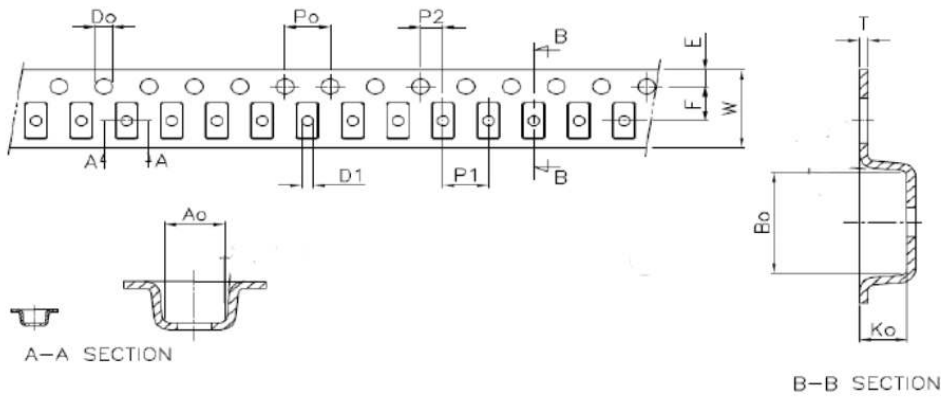 Do
Po
P2
B
E
T
F
W
A
A
D1
P1
B
Ao
Bo
Ko
A-A SECTION
B-B SECTION